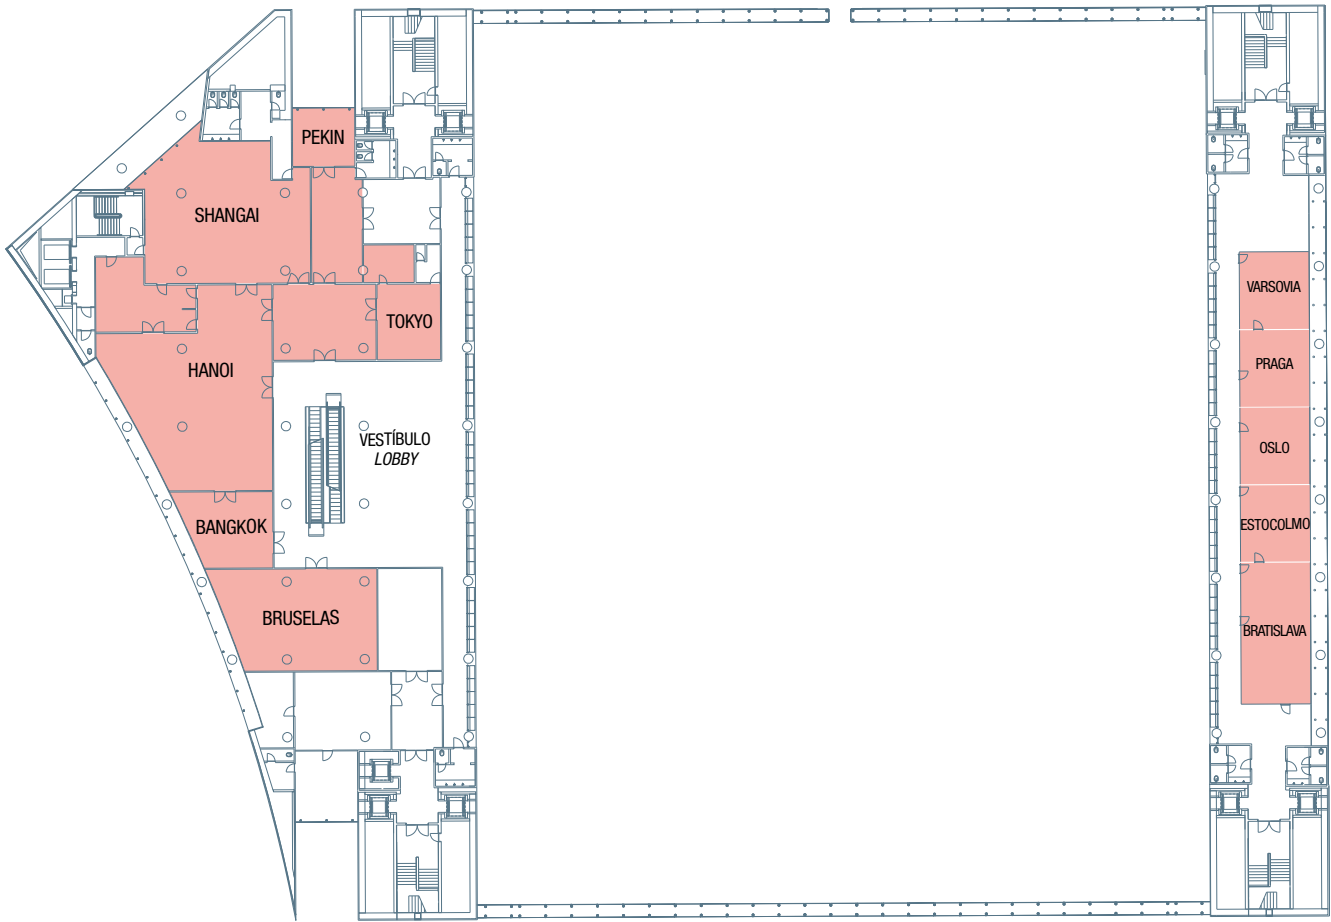 PEKIN
SHANGAI
TOKYO
HANOI
VESTÍBULO
LOBBY
BANGKOK
BRUSELAS
VARSOVIA
PRAGA
OSLO
ESTOCOLMO
BRATISLAVA